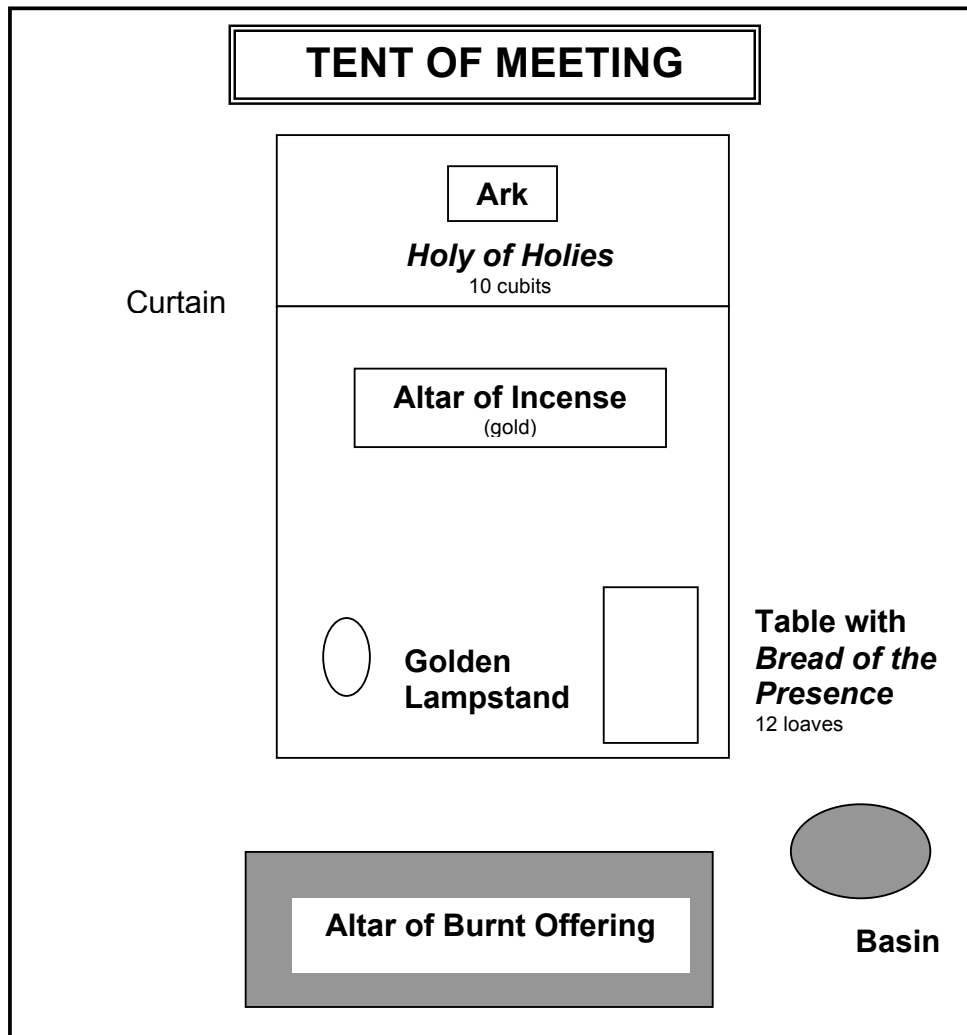 TENT OF MEETING
Ark
Holy of Holies
10 cubits
Curtain
Altar of Incense
(gold)
Golden
Lampstand
Table with
Bread of the
Presence
12 loaves
Altar of Burnt Offering
Basin